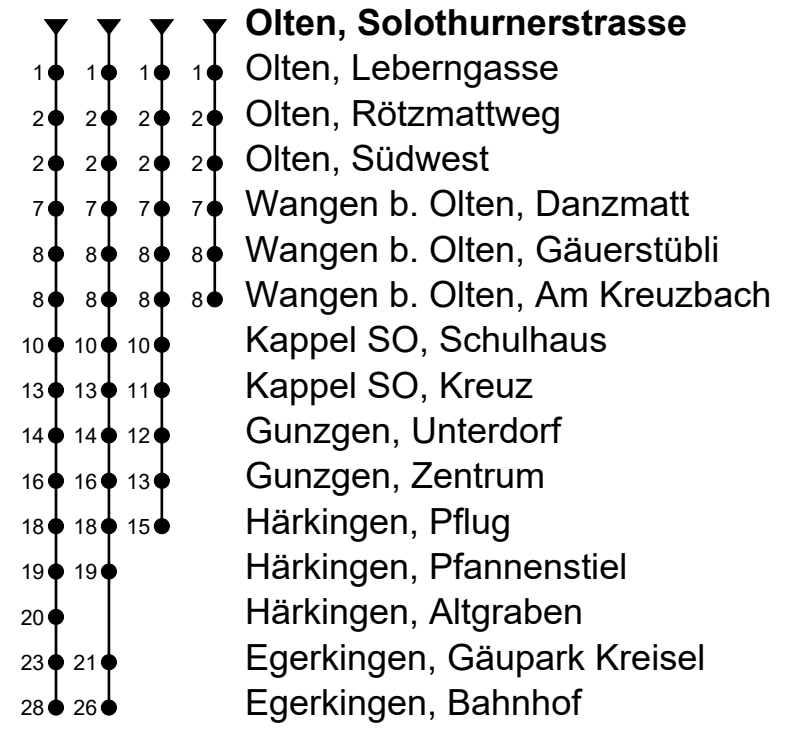 Olten, Solothurnerstrasse
1 1 1 1 Olten, Leberngasse
2 2 2 2 Olten, Rötzmattweg
2 2 2 2 Olten, Südwest
7 7 7 7 Wangen b. Olten, Danzmatt
8 8 8 8 Wangen b. Olten, Gäuerstübli
8 8 8 8 Wangen b. Olten, Am Kreuzbach
10 10 10 Kappel SO, Schulhaus
13 13 11 Kappel SO, Kreuz
14 14 12 Gunzgen, Unterdorf
16 16 13 Gunzgen, Zentrum
18 18 15 Härkingen, Pflug
19 19 Härkingen, Pfannenstiel
20 Härkingen, Altgraben
23 21 Egerkingen, Gäupark Kreisel
28 26 Egerkingen, Bahnhof